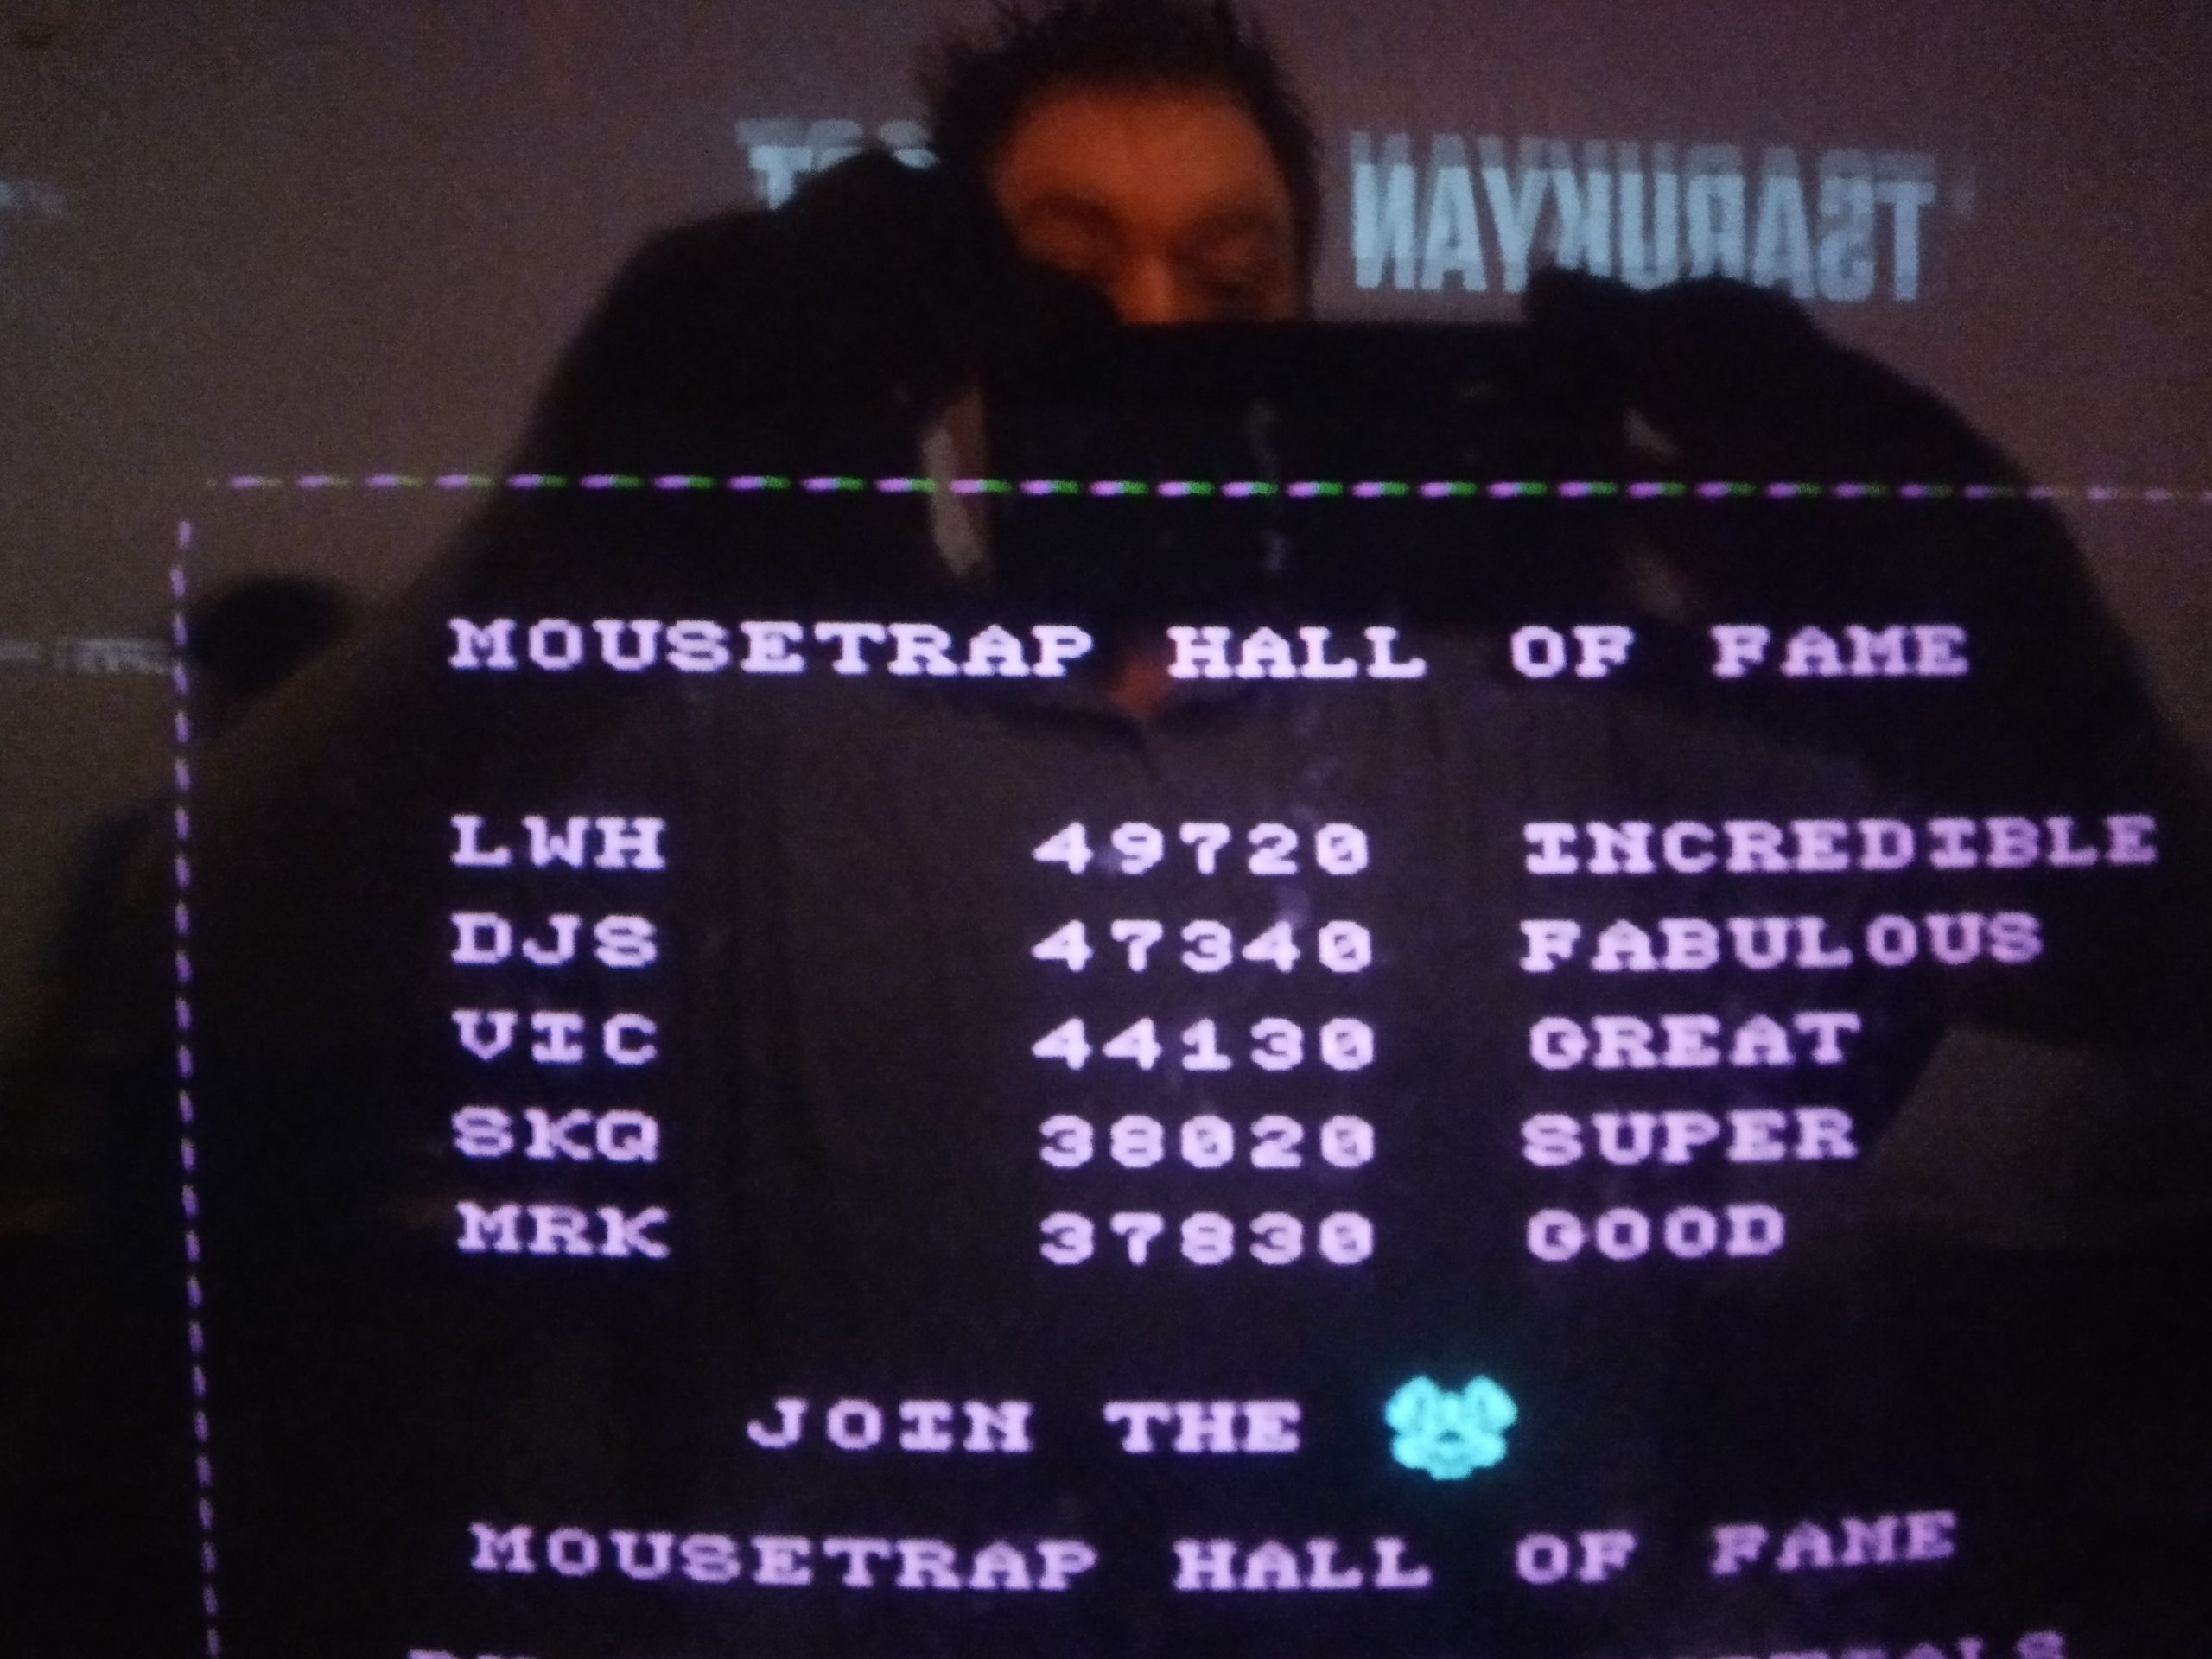 TSARUKYAN
MOUSETRAP HALL OF FAME
LWH 49720 INCREDIBLE
DJS 47340 FABULOUS
VIC 44130 GREAT
SKQ 38020 SUPER
MRK 37830 GOOD
JOIN THE
MOUSETRAP HALL OF FAME